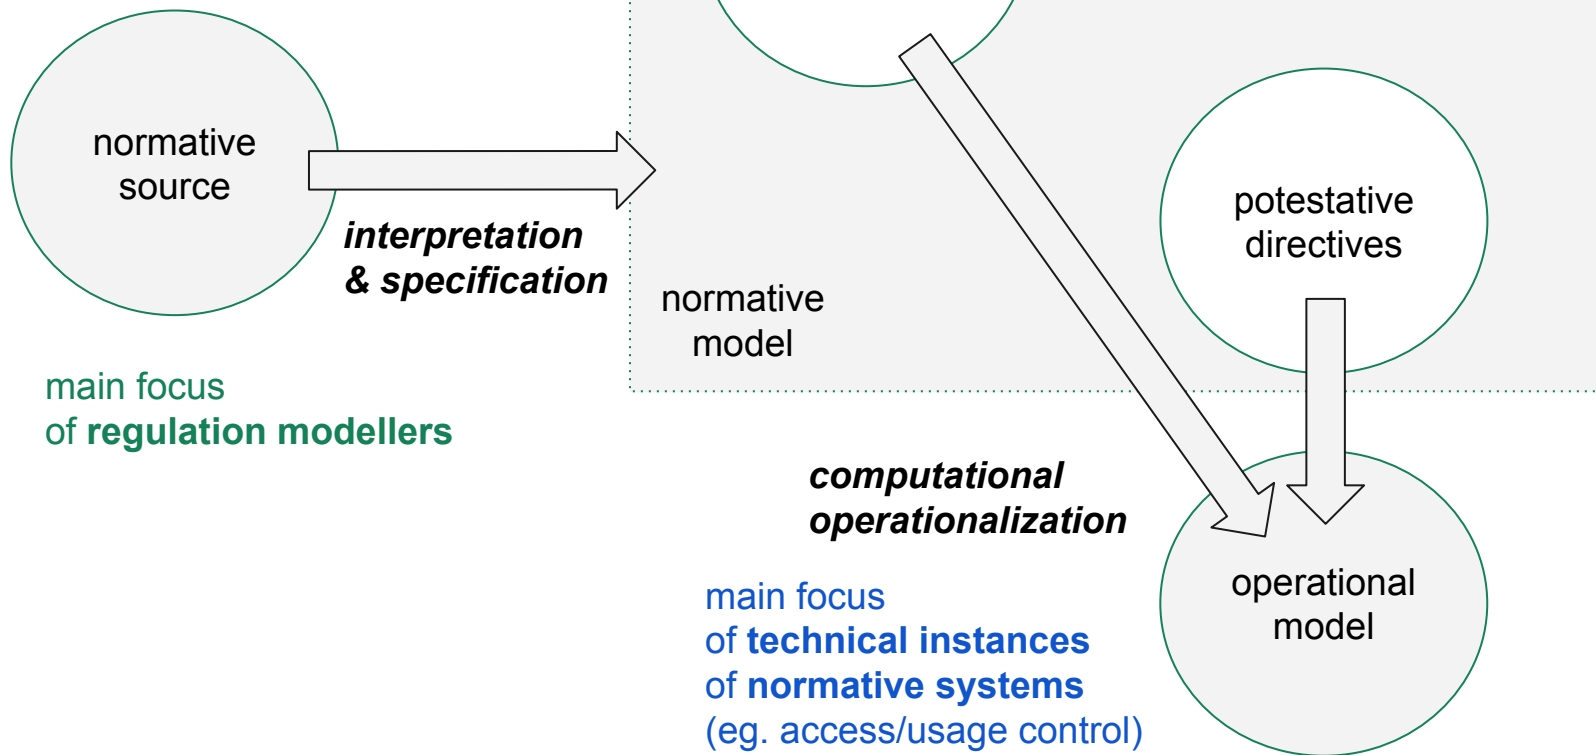 normative
source
interpretation
& specification
normative
model
potestative
directives
main focus
of regulation modellers
computational
operationalization
main focus
of technical instances
of normative systems
(eg. access/usage control)
operational
model